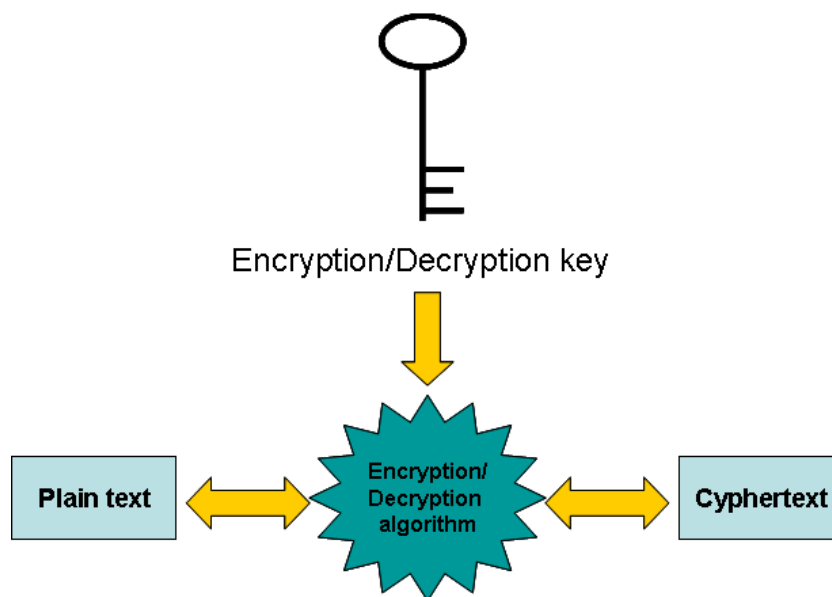 Encryption/Decryption key
Plain text
Encryption/
Decryption
algorithm
Cyphertext